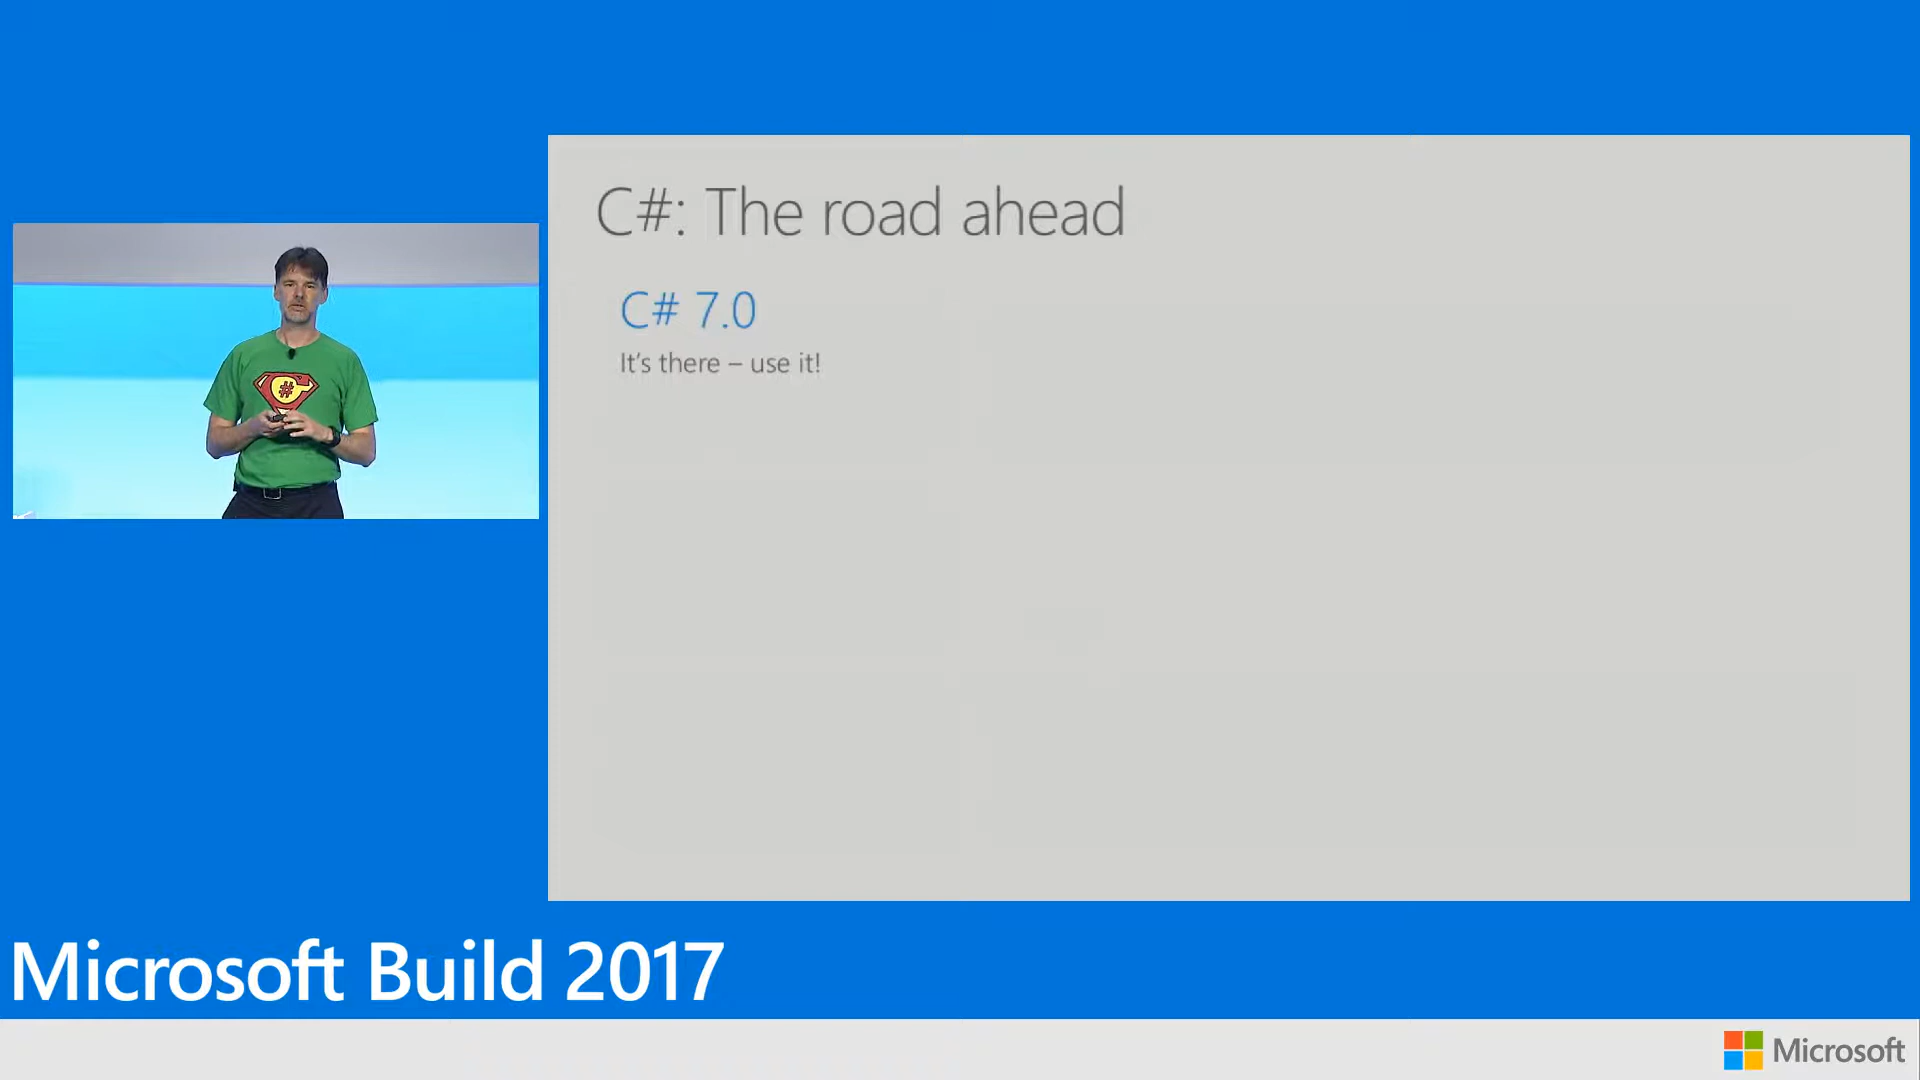 C#: The road ahead
C# 7.0
It's there – use it!
#
Microsoft Build 2017
Microsoft